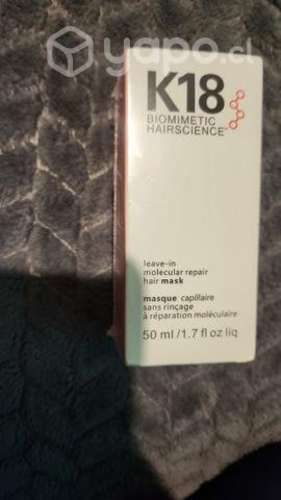 yapo.cl
K18
BIOMIMETIC
HAIRSCIENCE
leave-in
molecular repair
hair mask
masque capillaire
sans rinçage
à réparation moléculaire
50 ml/1.7 fl oz liq